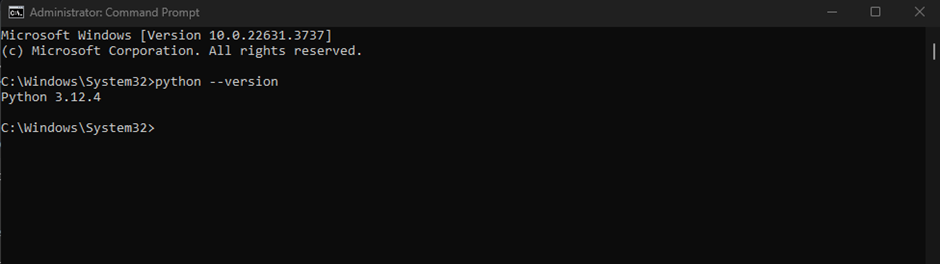 Administrator: Command Prompt
Microsoft Windows [Version 10.0.22631.3737]
(c) Microsoft Corporation. All rights reserved.
C:\Windows\System32>python --version
Python 3.12.4
C:\Windows\System32>